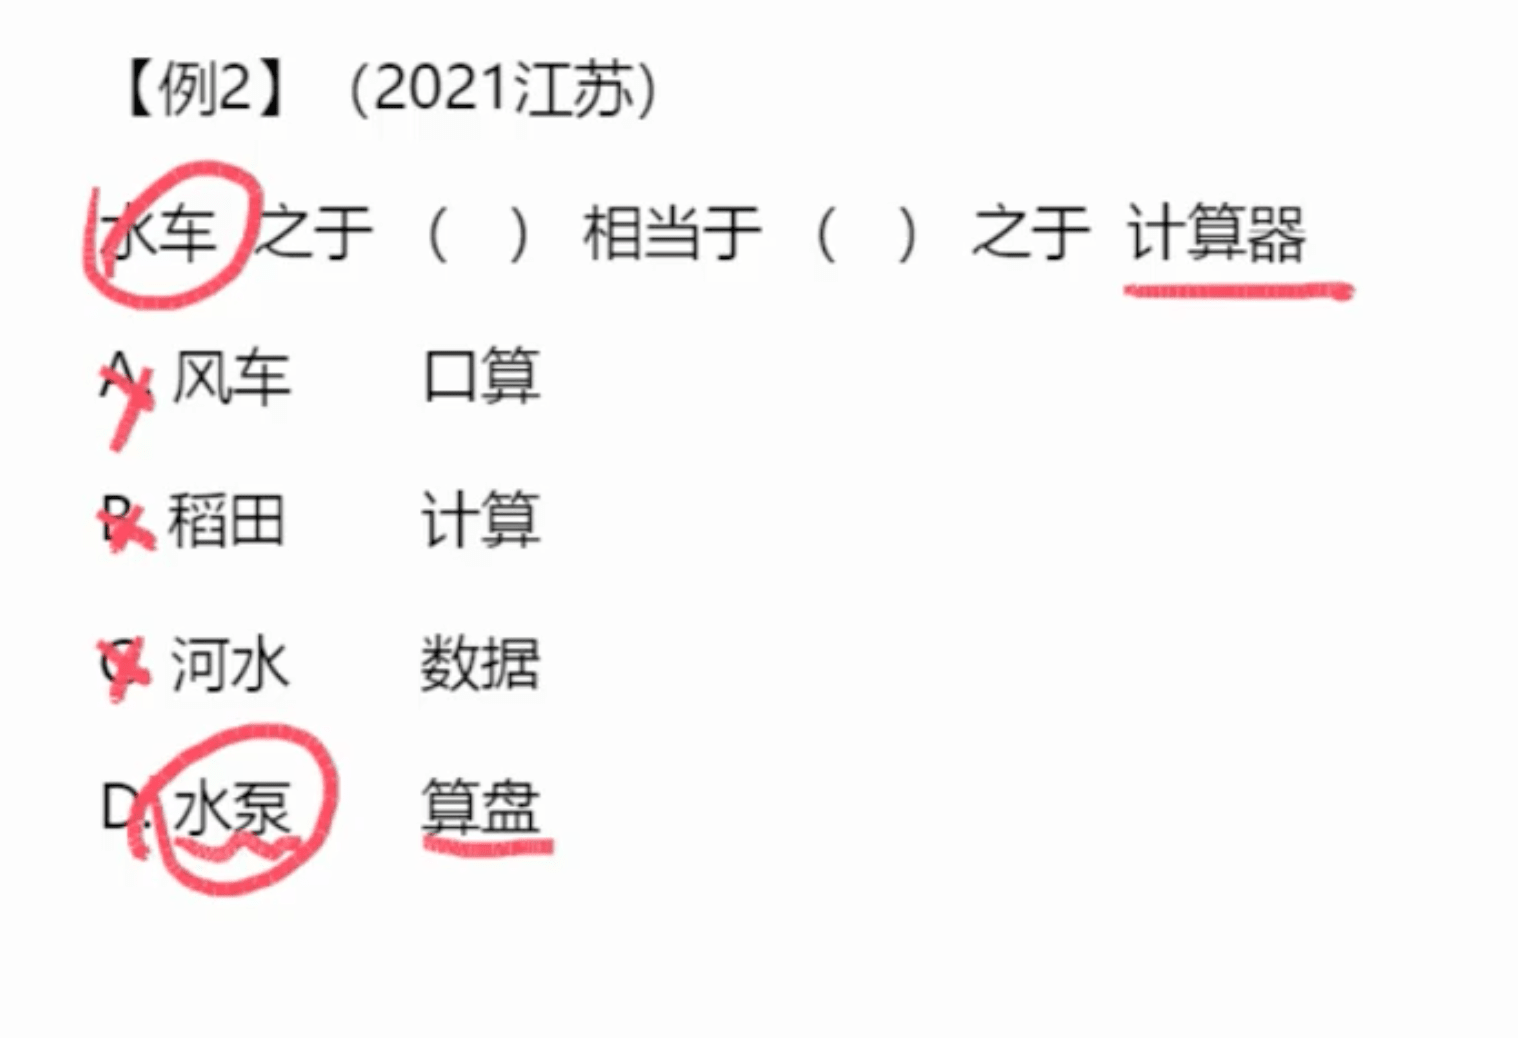 【例2】（2021江苏）
水车 之于 （ ） 相当于 （ ） 之于 计算器
A. 风车 口算
B. 稻田 计算
C. 河水 数据
D. 水泵 算盘